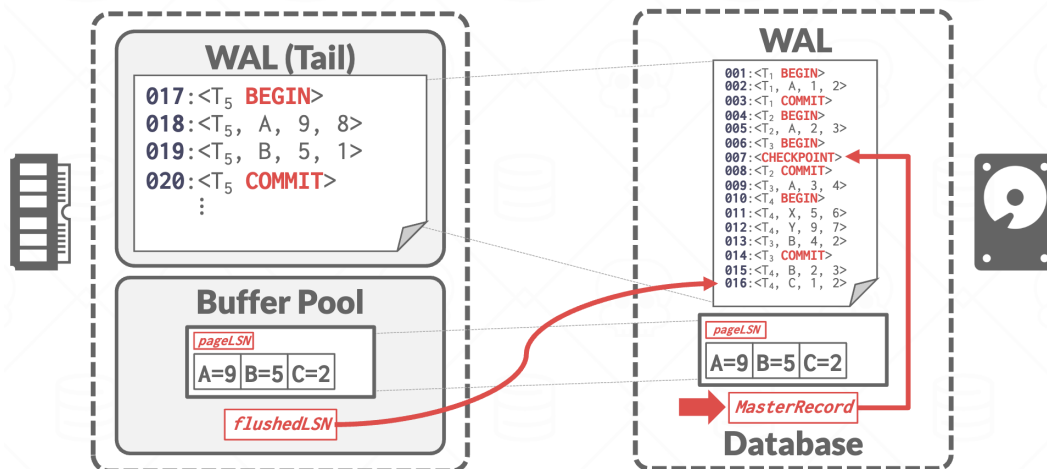 WAL (Tail)
017:<T5 BEGIN>
018:<T5, A, 9, 8>
019:<T5, B, 5, 1>
020:<T5 COMMIT>
⋮
Buffer Pool
pageLSN
A=9 B=5 C=2
flushedLSN
WAL
001:<T1 BEGIN>
002:<T1, A, 1, 2>
003:<T1 COMMIT>
004:<T2 BEGIN>
005:<T2, A, 2, 3>
006:<T3 BEGIN>
007:<CHECKPOINT>
008:<T2 COMMIT>
009:<T3, A, 3, 4>
010:<T4 BEGIN>
011:<T4, X, 5, 6>
012:<T4, Y, 9, 7>
013:<T3, B, 4, 2>
014:<T3 COMMIT>
015:<T4, B, 2, 3>
016:<T4, C, 1, 2>
pageLSN
A=9 B=5 C=2
MasterRecord
Database